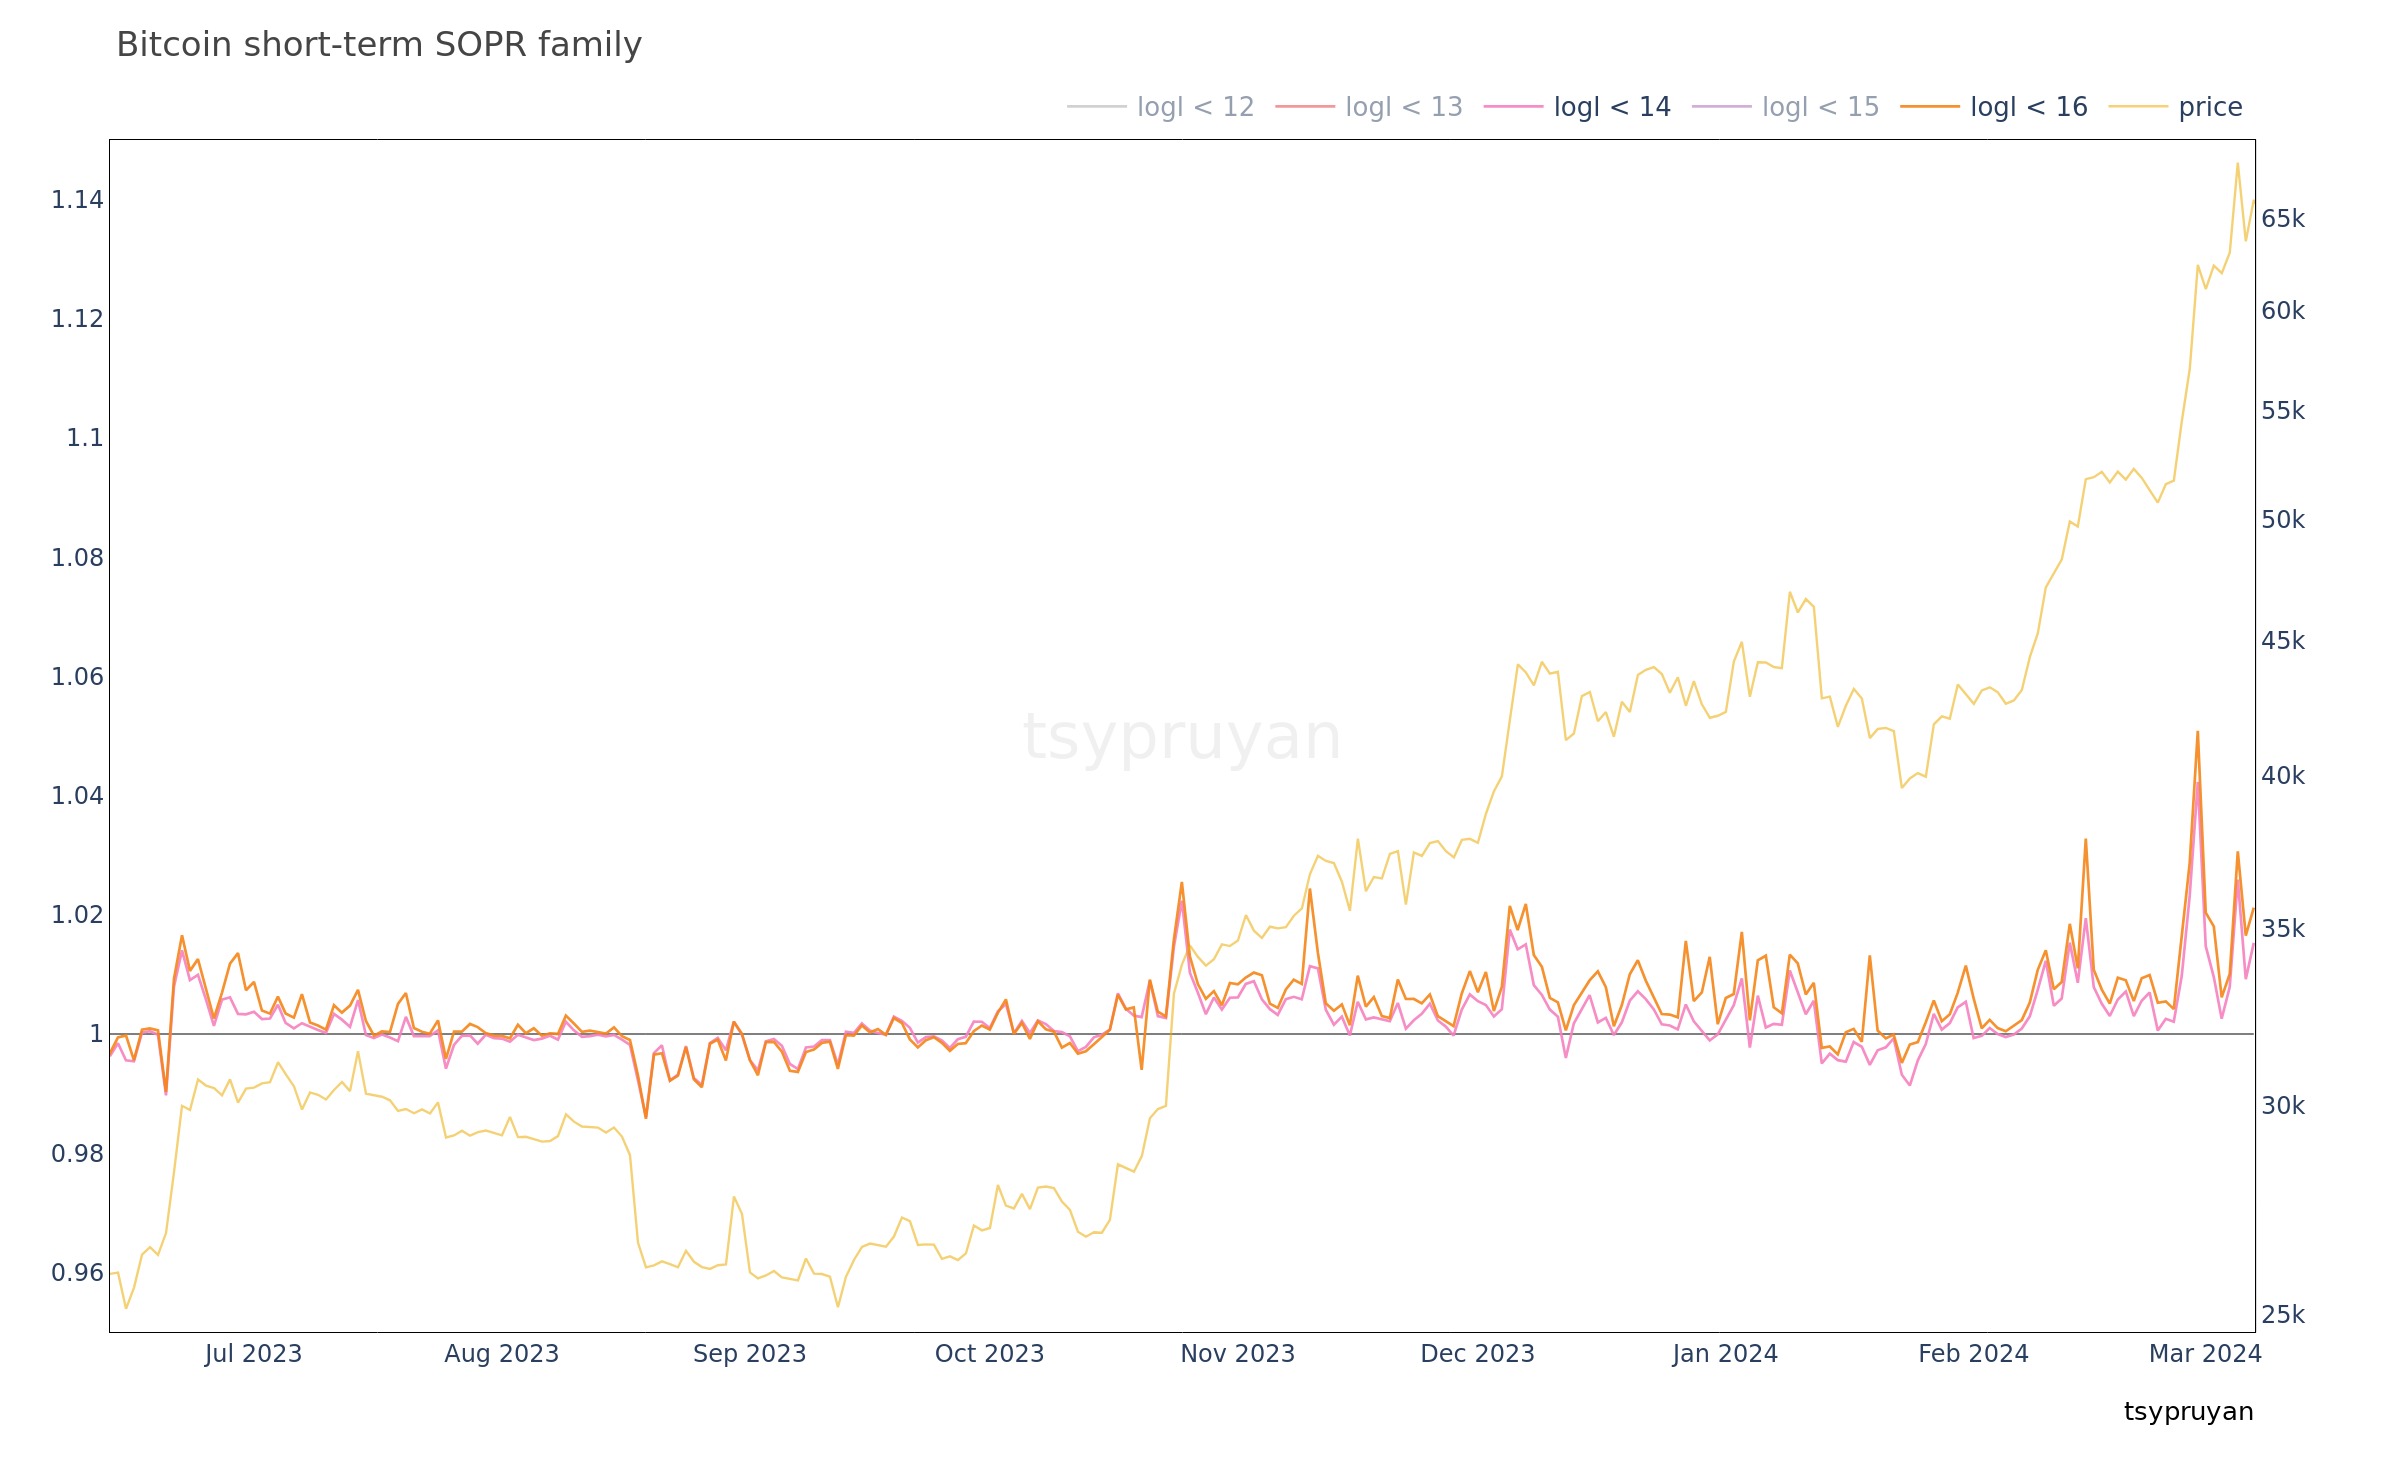 Bitcoin short-term SOPR family
logl < 12 logl < 13 logl < 14 logl < 15 logl < 16 price
1.14
1.12
1.1
1.08
1.06
1.04
1.02
1
0.98
0.96
65k
60k
55k
50k
45k
40k
35k
30k
25k
tsypruyan
Jul 2023 Aug 2023 Sep 2023 Oct 2023 Nov 2023 Dec 2023 Jan 2024 Feb 2024 Mar 2024
tsypruyan